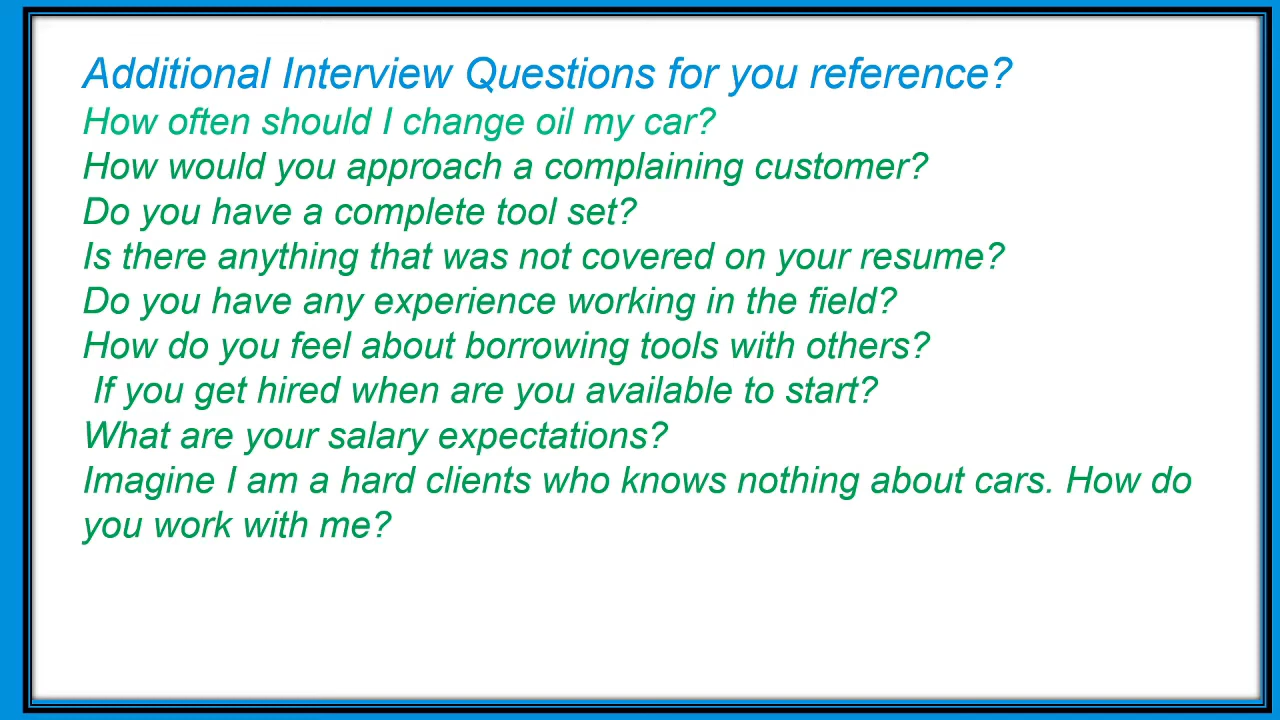 Additional Interview Questions for you reference?
How often should I change oil my car?
How would you approach a complaining customer?
Do you have a complete tool set?
Is there anything that was not covered on your resume?
Do you have any experience working in the field?
How do you feel about borrowing tools with others?
If you get hired when are you available to start?
What are your salary expectations?
Imagine I am a hard clients who knows nothing about cars. How do
you work with me?